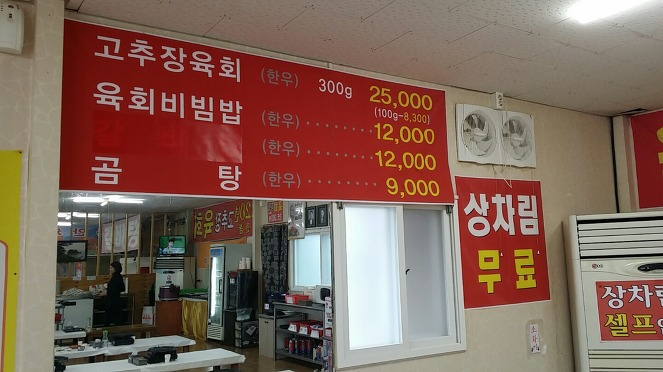 고추장육회 (한우) 300g 25,000
(100g-8,300)
육회비빔밥 (한우) ········· 12,000
(한우) ········· 12,000
곰탕 (한우) ········· 9,000
상차림
무료
상차림
셀프